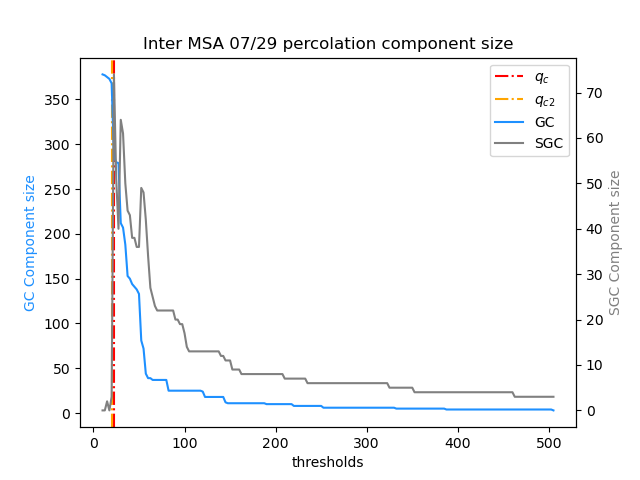 Inter MSA 07/29 percolation component size
GC Component size
350
300
250
200
150
100
50
0
0
100
200
300
400
500
thresholds
70
60
50
40
30
20
10
0
SGC Component size
q_c
q_c2
GC
SGC